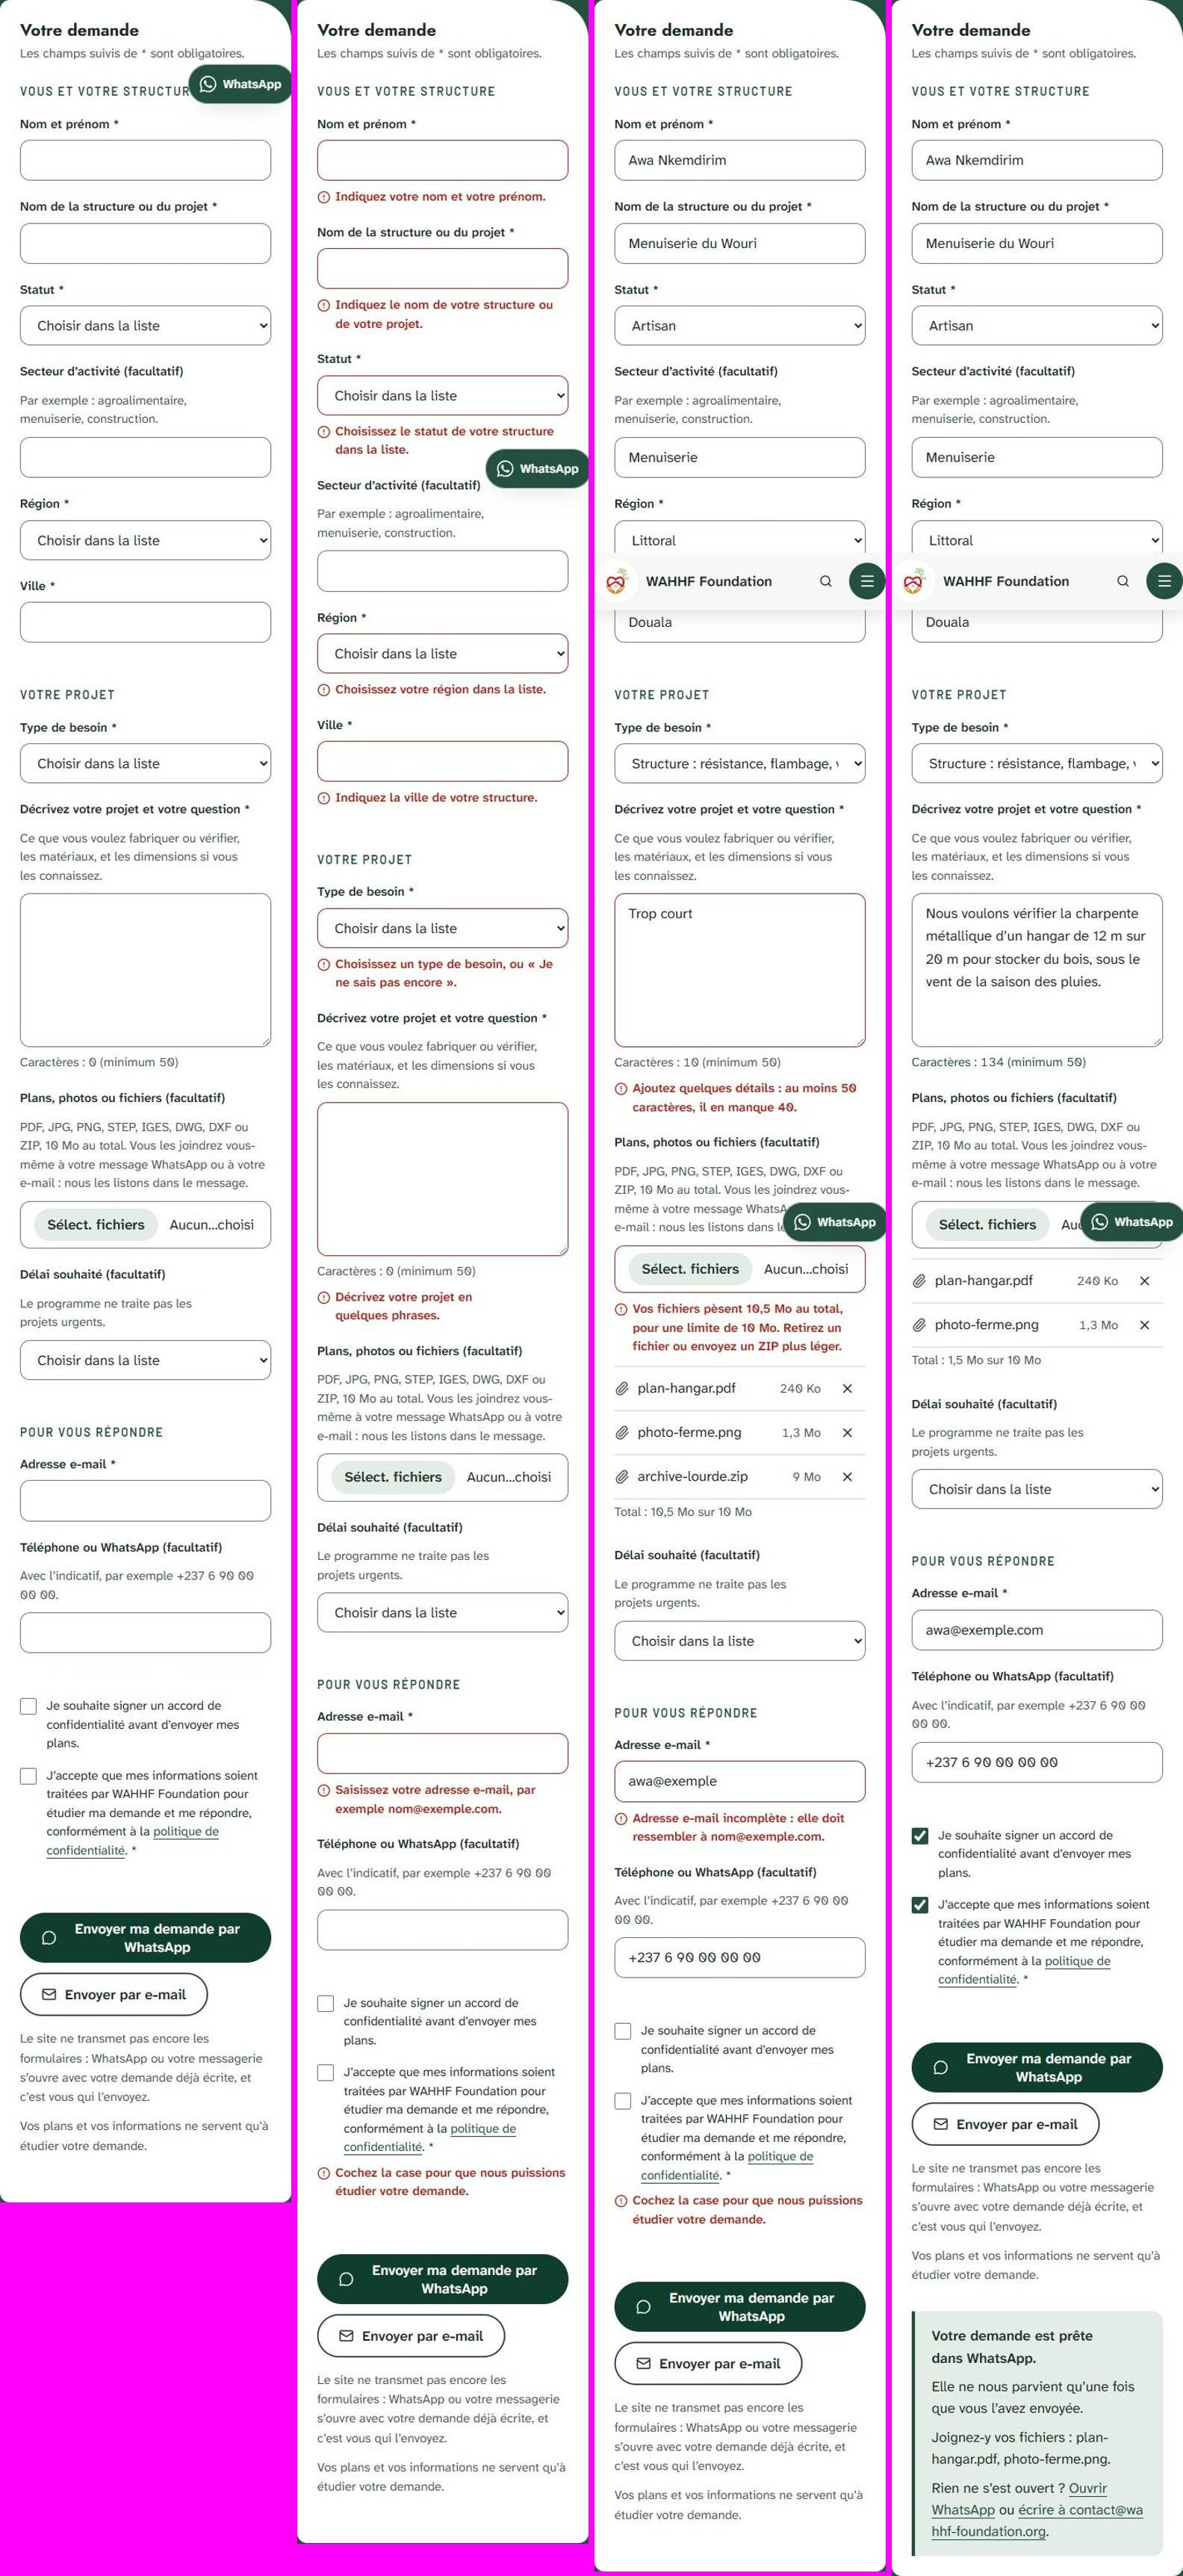 Votre demande
Les champs suivis de * sont obligatoires.
WhatsApp
VOUS ET VOTRE STRUCTUR
Nom et prénom *
Nom de la structure ou du projet *
Statut *
Choisir dans la liste
Secteur d’activité (facultatif)
Par exemple : agroalimentaire,
menuiserie, construction.
Région *
Choisir dans la liste
Ville *
VOTRE PROJET
Type de besoin *
Choisir dans la liste
Décrivez votre projet et votre question *
Ce que vous voulez fabriquer ou vérifier,
les matériaux, et les dimensions si vous
les connaissez.
Caractères : 0 (minimum 50)
Plans, photos ou fichiers (facultatif)
PDF, JPG, PNG, STEP, IGES, DWG, DXF ou
ZIP, 10 Mo au total. Vous les joindrez vous-
même à votre message WhatsApp ou à votre
e-mail : nous les listons dans le message.
Sélect. fichiers Aucun...choisi
Délai souhaité (facultatif)
Le programme ne traite pas les
projets urgents.
Choisir dans la liste
POUR VOUS RÉPONDRE
Adresse e-mail *
Téléphone ou WhatsApp (facultatif)
Avec l’indicatif, par exemple +237 6 90 00
00 00.
Je souhaite signer un accord de
confidentialité avant d’envoyer mes
plans.
J’accepte que mes informations soient
traitées par WAHHF Foundation pour
étudier ma demande et me répondre,
conformément à la politique de
confidentialité. *
Envoyer ma demande par
WhatsApp
Envoyer par e-mail
Le site ne transmet pas encore les
formulaires : WhatsApp ou votre messagerie
s’ouvre avec votre demande déjà écrite, et
c’est vous qui l’envoyez.
Vos plans et vos informations ne servent qu’à
étudier votre demande.
Votre demande
Les champs suivis de * sont obligatoires.
VOUS ET VOTRE STRUCTURE
Nom et prénom *
Indiquez votre nom et votre prénom.
Nom de la structure ou du projet *
Indiquez le nom de votre structure ou
de votre projet.
Statut *
Choisir dans la liste
Choisissez le statut de votre structure
dans la liste.
WhatsApp
Secteur d’activité (facultatif)
Par exemple : agroalimentaire,
menuiserie, construction.
Région *
Choisir dans la liste
Choisissez votre région dans la liste.
Ville *
Indiquez la ville de votre structure.
VOTRE PROJET
Type de besoin *
Choisir dans la liste
Choisissez un type de besoin, ou « Je
ne sais pas encore ».
Décrivez votre projet et votre question *
Ce que vous voulez fabriquer ou vérifier,
les matériaux, et les dimensions si vous
les connaissez.
Caractères : 0 (minimum 50)
Décrivez votre projet en
quelques phrases.
Plans, photos ou fichiers (facultatif)
PDF, JPG, PNG, STEP, IGES, DWG, DXF ou
ZIP, 10 Mo au total. Vous les joindrez vous-
même à votre message WhatsApp ou à votre
e-mail : nous les listons dans le message.
Sélect. fichiers Aucun...choisi
Délai souhaité (facultatif)
Le programme ne traite pas les
projets urgents.
Choisir dans la liste
POUR VOUS RÉPONDRE
Adresse e-mail *
Saisissez votre adresse e-mail, par
exemple nom@exemple.com.
Téléphone ou WhatsApp (facultatif)
Avec l’indicatif, par exemple +237 6 90 00
00 00.
Je souhaite signer un accord de
confidentialité avant d’envoyer mes
plans.
J’accepte que mes informations soient
traitées par WAHHF Foundation pour
étudier ma demande et me répondre,
conformément à la politique de
confidentialité. *
Cochez la case pour que nous puissions
étudier votre demande.
Envoyer ma demande par
WhatsApp
Envoyer par e-mail
Le site ne transmet pas encore les
formulaires : WhatsApp ou votre messagerie
s’ouvre avec votre demande déjà écrite, et
c’est vous qui l’envoyez.
Vos plans et vos informations ne servent qu’à
étudier votre demande.
Votre demande
Les champs suivis de * sont obligatoires.
VOUS ET VOTRE STRUCTURE
Nom et prénom *
Awa Nkemdirim
Nom de la structure ou du projet *
Menuiserie du Wouri
Statut *
Artisan
Secteur d’activité (facultatif)
Par exemple : agroalimentaire,
menuiserie, construction.
Menuiserie
Région *
Littoral
WAHHF Foundation
Douala
VOTRE PROJET
Type de besoin *
Structure : résistance, flambage,
Décrivez votre projet et votre question *
Ce que vous voulez fabriquer ou vérifier,
les matériaux, et les dimensions si vous
les connaissez.
Trop court
Caractères : 10 (minimum 50)
Ajoutez quelques détails : au moins 50
caractères, il en manque 40.
Plans, photos ou fichiers (facultatif)
PDF, JPG, PNG, STEP, IGES, DWG, DXF ou
ZIP, 10 Mo au total. Vous les joindrez vous-
même à votre message WhatsA
e-mail : nous les listons dans le
WhatsApp
Sélect. fichiers Aucun...choisi
Vos fichiers pèsent 10,5 Mo au total,
pour une limite de 10 Mo. Retirez un
fichier ou envoyez un ZIP plus léger.
plan-hangar.pdf 240 Ko
photo-ferme.png 1,3 Mo
archive-lourde.zip 9 Mo
Total : 10,5 Mo sur 10 Mo
Délai souhaité (facultatif)
Le programme ne traite pas les
projets urgents.
Choisir dans la liste
POUR VOUS RÉPONDRE
Adresse e-mail *
awa@exemple
Adresse e-mail incomplète : elle doit
ressembler à nom@exemple.com.
Téléphone ou WhatsApp (facultatif)
Avec l’indicatif, par exemple +237 6 90 00
00 00.
+237 6 90 00 00 00
Je souhaite signer un accord de
confidentialité avant d’envoyer mes
plans.
J’accepte que mes informations soient
traitées par WAHHF Foundation pour
étudier ma demande et me répondre,
conformément à la politique de
confidentialité. *
Cochez la case pour que nous puissions
étudier votre demande.
Envoyer ma demande par
WhatsApp
Envoyer par e-mail
Le site ne transmet pas encore les
formulaires : WhatsApp ou votre messagerie
s’ouvre avec votre demande déjà écrite, et
c’est vous qui l’envoyez.
Vos plans et vos informations ne servent qu’à
étudier votre demande.
Votre demande
Les champs suivis de * sont obligatoires.
VOUS ET VOTRE STRUCTURE
Nom et prénom *
Awa Nkemdirim
Nom de la structure ou du projet *
Menuiserie du Wouri
Statut *
Artisan
Secteur d’activité (facultatif)
Par exemple : agroalimentaire,
menuiserie, construction.
Menuiserie
Région *
Littoral
WAHHF Foundation
Douala
VOTRE PROJET
Type de besoin *
Structure : résistance, flambage,
Décrivez votre projet et votre question *
Ce que vous voulez fabriquer ou vérifier,
les matériaux, et les dimensions si vous
les connaissez.
Nous voulons vérifier la charpente
métallique d’un hangar de 12 m sur
20 m pour stocker du bois, sous le
vent de la saison des pluies.
Caractères : 134 (minimum 50)
Plans, photos ou fichiers (facultatif)
PDF, JPG, PNG, STEP, IGES, DWG, DXF ou
ZIP, 10 Mo au total. Vous les joindrez vous-
même à votre message WhatsApp ou à votre
e-mail : nous les listons dans le message.
Sélect. fichiers Auc
WhatsApp
plan-hangar.pdf 240 Ko
photo-ferme.png 1,3 Mo
Total : 1,5 Mo sur 10 Mo
Délai souhaité (facultatif)
Le programme ne traite pas les
projets urgents.
Choisir dans la liste
POUR VOUS RÉPONDRE
Adresse e-mail *
awa@exemple.com
Téléphone ou WhatsApp (facultatif)
Avec l’indicatif, par exemple +237 6 90 00
00 00.
+237 6 90 00 00 00
Je souhaite signer un accord de
confidentialité avant d’envoyer mes
plans.
J’accepte que mes informations soient
traitées par WAHHF Foundation pour
étudier ma demande et me répondre,
conformément à la politique de
confidentialité. *
Envoyer ma demande par
WhatsApp
Envoyer par e-mail
Le site ne transmet pas encore les
formulaires : WhatsApp ou votre messagerie
s’ouvre avec votre demande déjà écrite, et
c’est vous qui l’envoyez.
Vos plans et vos informations ne servent qu’à
étudier votre demande.
Votre demande est prête
dans WhatsApp.
Elle ne nous parvient qu’une fois
que vous l’avez envoyée.
Joignez-y vos fichiers : plan-
hangar.pdf, photo-ferme.png.
Rien ne s’est ouvert ? Ouvrir
WhatsApp ou écrire à contact@wa
hhf-foundation.org.